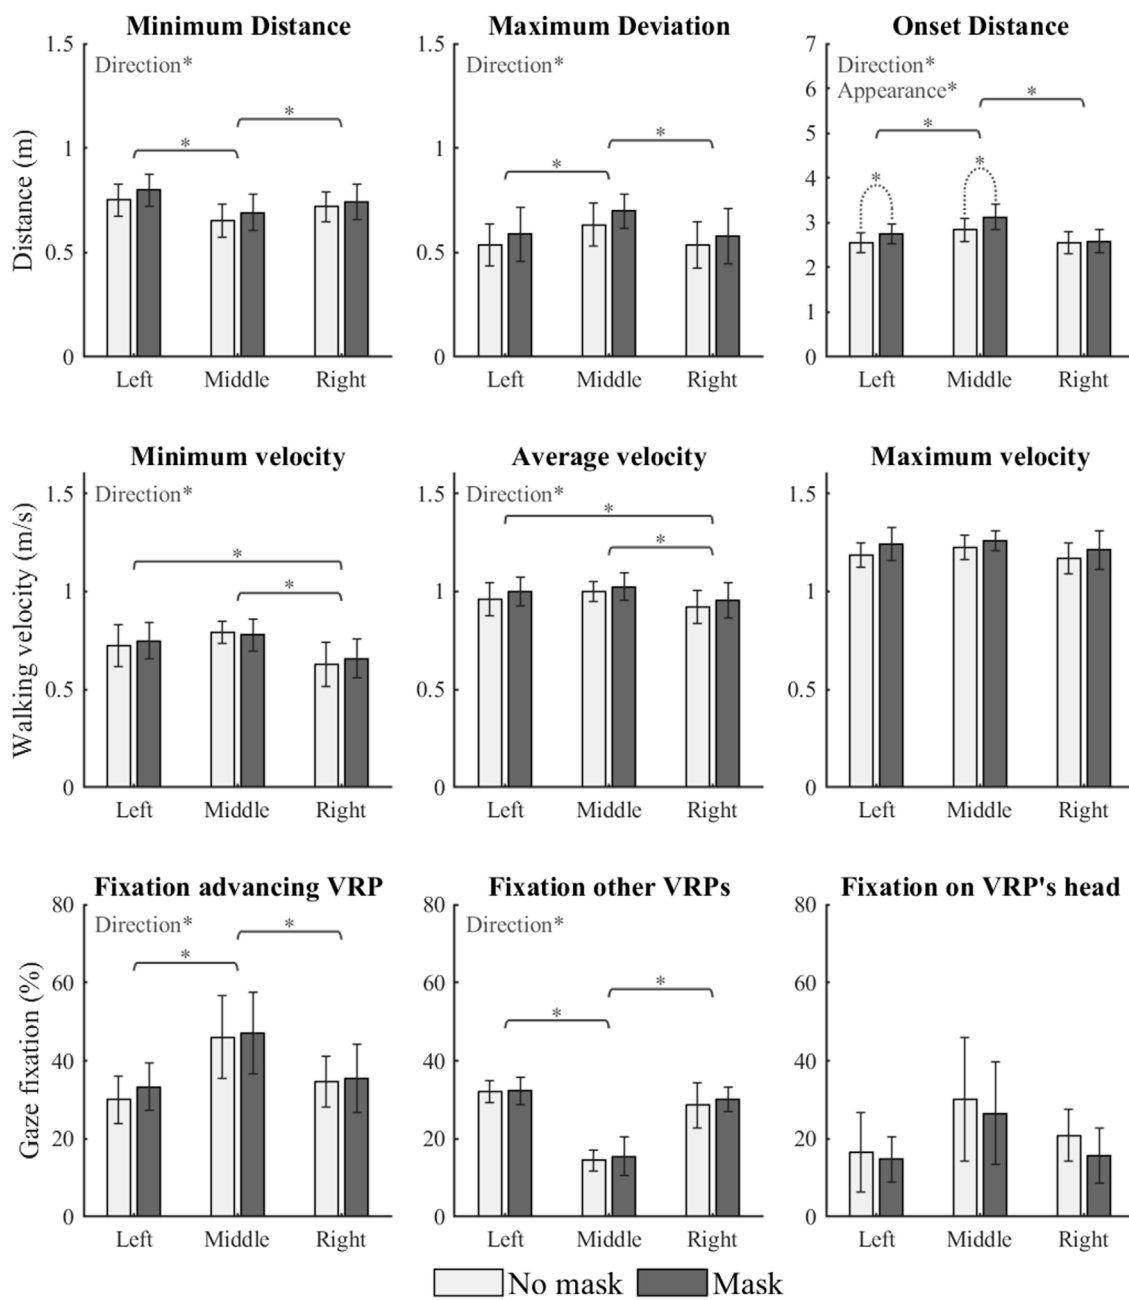 Minimum Distance
Maximum Deviation
Onset Distance
Distance (m)
1.5
1
0.5
0
Direction*
*
*
Left Middle Right
1.5
1
0.5
0
Direction*
*
*
Left Middle Right
7
6
5
4
3
2
1
0
Direction*
Appearance*
*
*
*
*
Left Middle Right
Minimum velocity
Average velocity
Maximum velocity
Walking velocity (m/s)
1.5
1
0.5
0
Direction*
*
*
Left Middle Right
1.5
1
0.5
0
Direction*
*
*
Left Middle Right
1.5
1
0.5
0
Left Middle Right
Fixation advancing VRP
Fixation other VRPs
Fixation on VRP's head
Gaze fixation (%)
80
60
40
20
0
Direction*
*
*
Left Middle Right
80
60
40
20
0
Direction*
*
*
Left Middle Right
80
60
40
20
0
Left Middle Right
No mask Mask